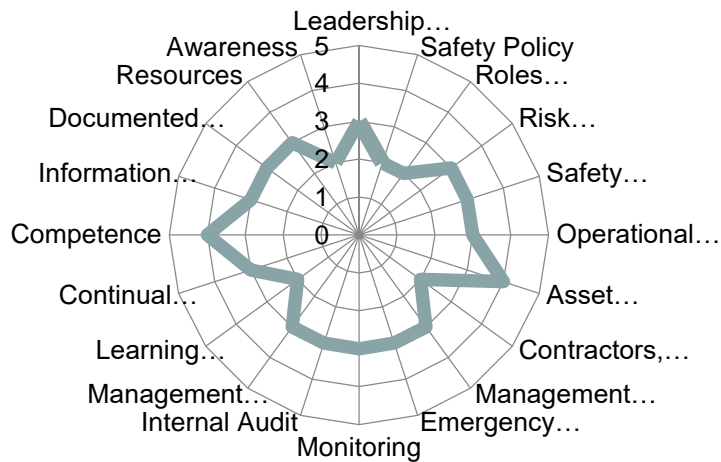 Leadership…
Safety Policy
Roles…
Risk…
Safety…
Operational…
Asset…
Contractors,…
Management…
Emergency…
Monitoring
Internal Audit
Management…
Learning…
Continual…
Competence
Information…
Documented…
Resources
Awareness
5
4
3
2
1
0